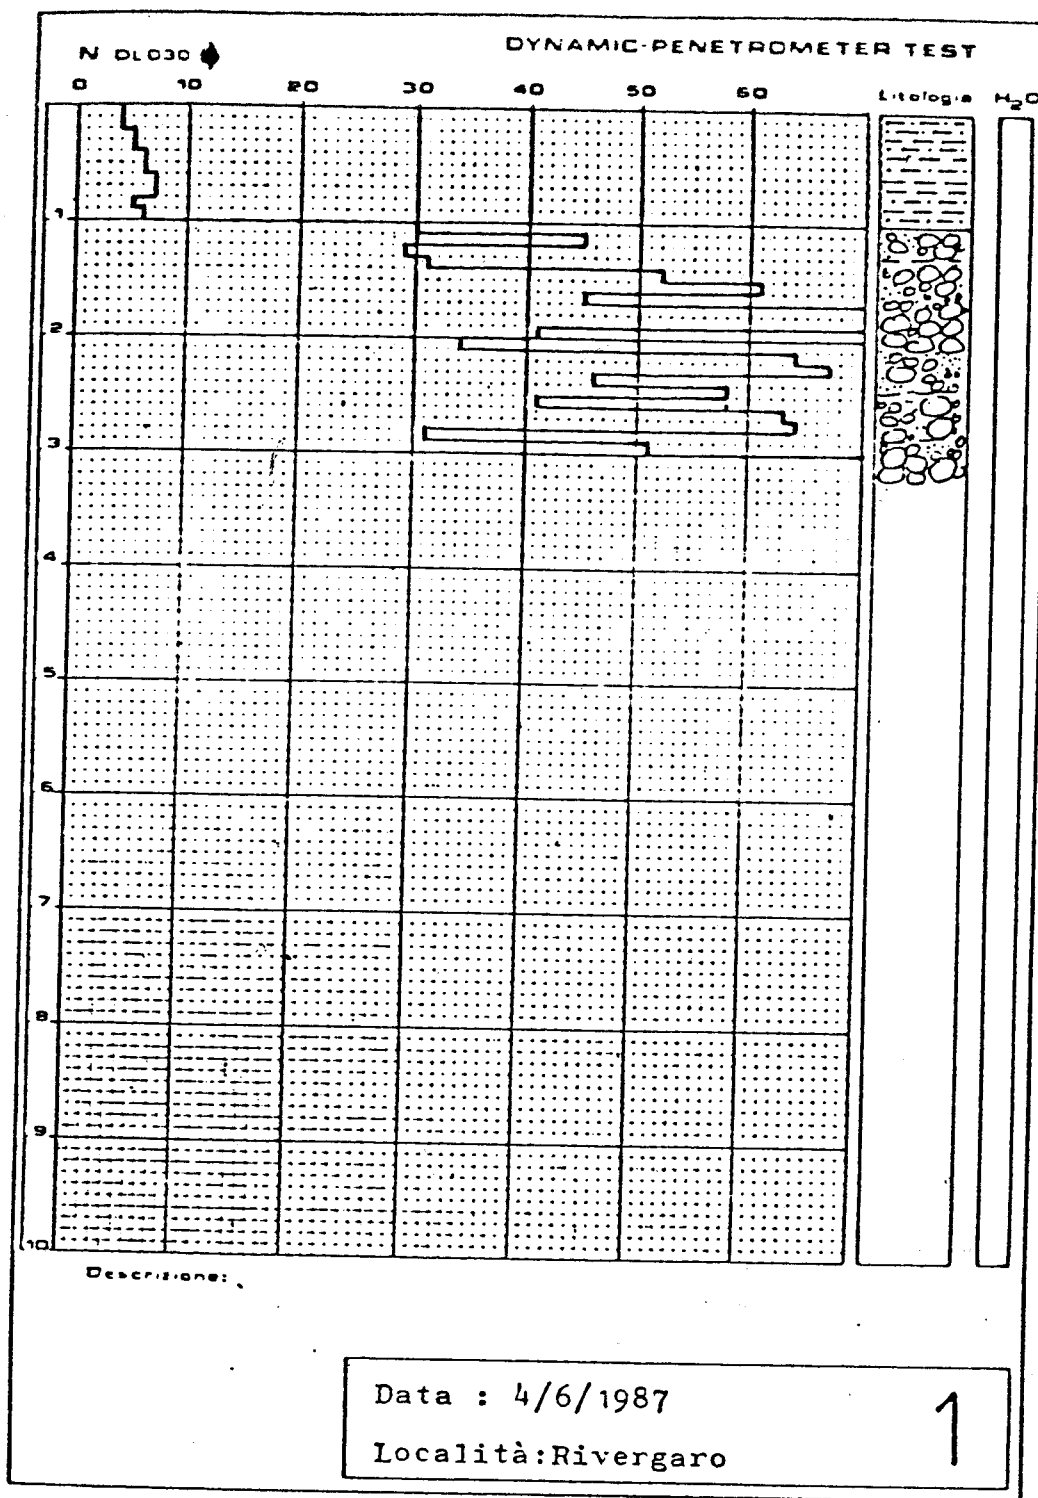 DYNAMIC-PENETROMETER TEST
N DL030
0 10 20 30 40 50 60
Litologia H2O
1
2
3
4
5
6
7
8
9
10
Descrizione:
Data : 4/6/1987
Località:Rivergaro
1